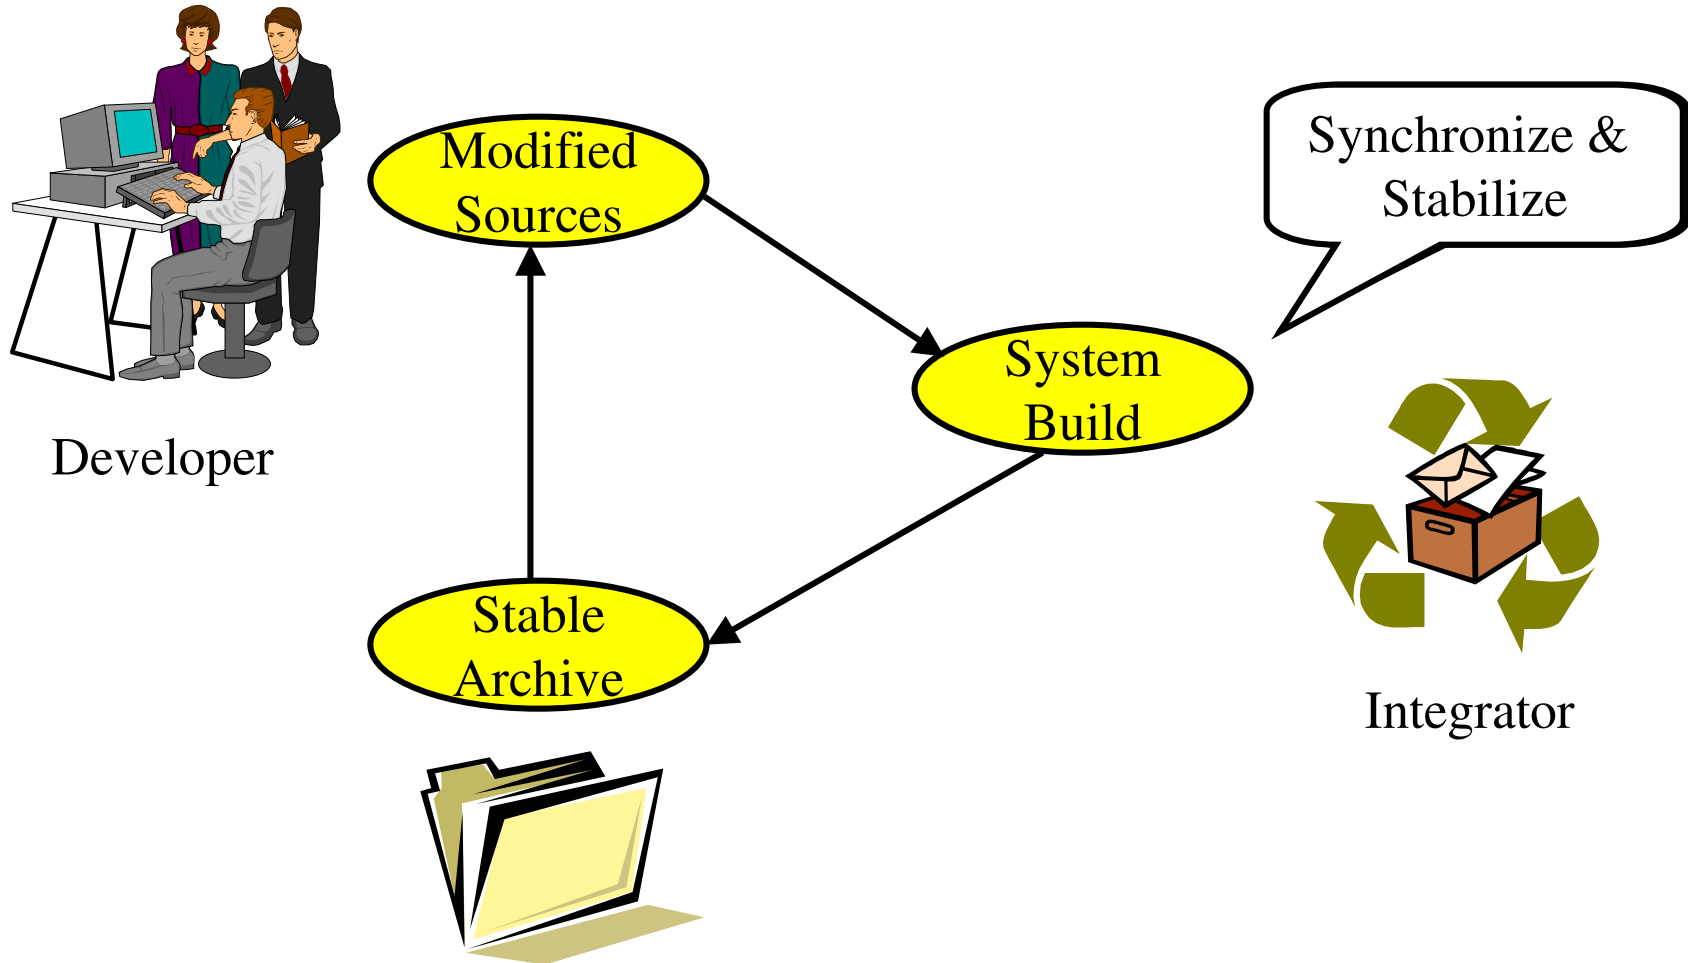 Modified
Sources
Synchronize &
Stabilize
System
Build
Developer
Stable
Archive
Integrator